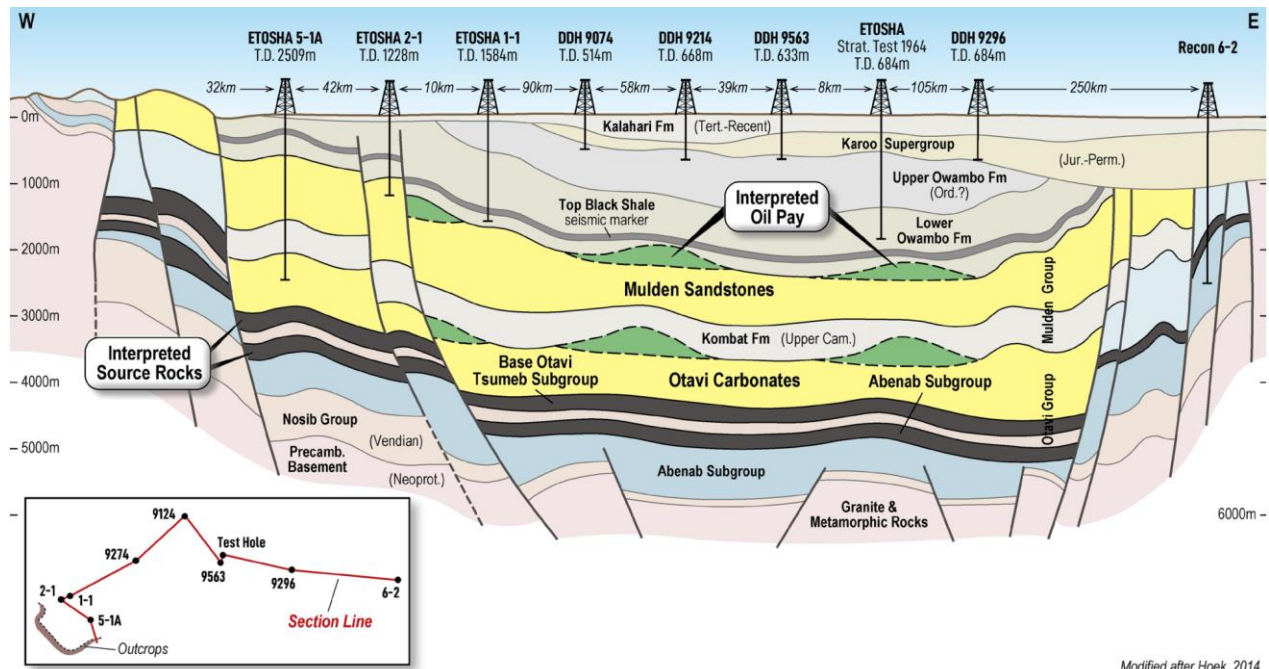 W
E
ETOSHA 5-1A
T.D. 2509m
ETOSHA 2-1
T.D. 1228m
ETOSHA 1-1
T.D. 1584m
DDH 9074
T.D. 514m
DDH 9214
T.D. 668m
DDH 9563
T.D. 633m
ETOSHA
Strat. Test 1964
T.D. 684m
DDH 9296
T.D. 684m
Recon 6-2
32km
42km
10km
90km
58km
39km
8km
105km
250km
0m
1000m
2000m
3000m
4000m
5000m
6000m
Kalahari Fm (Tert.-Recent)
Karoo Supergroup
(Jur.-Perm.)
Upper Owambo Fm
(Ord.?)
Interpreted
Oil Pay
Top Black Shale
seismic marker
Lower
Owambo Fm
Mulden Sandstones
Mulden Group
Kombat Fm (Upper Cam.)
Interpreted
Source Rocks
Base Otavi
Tsumeb Subgroup
Otavi Carbonates
Abenab Subgroup
Otavi Group
Nosib Group
(Vendian)
Precamb.
Basement
(Neoprot.)
Abenab Subgroup
Granite &
Metamorphic Rocks
9124
9274
Test Hole
9563
9296
6-2
2-1
1-1
5-1A
Section Line
Outcrops
Modified after Hoek, 2014